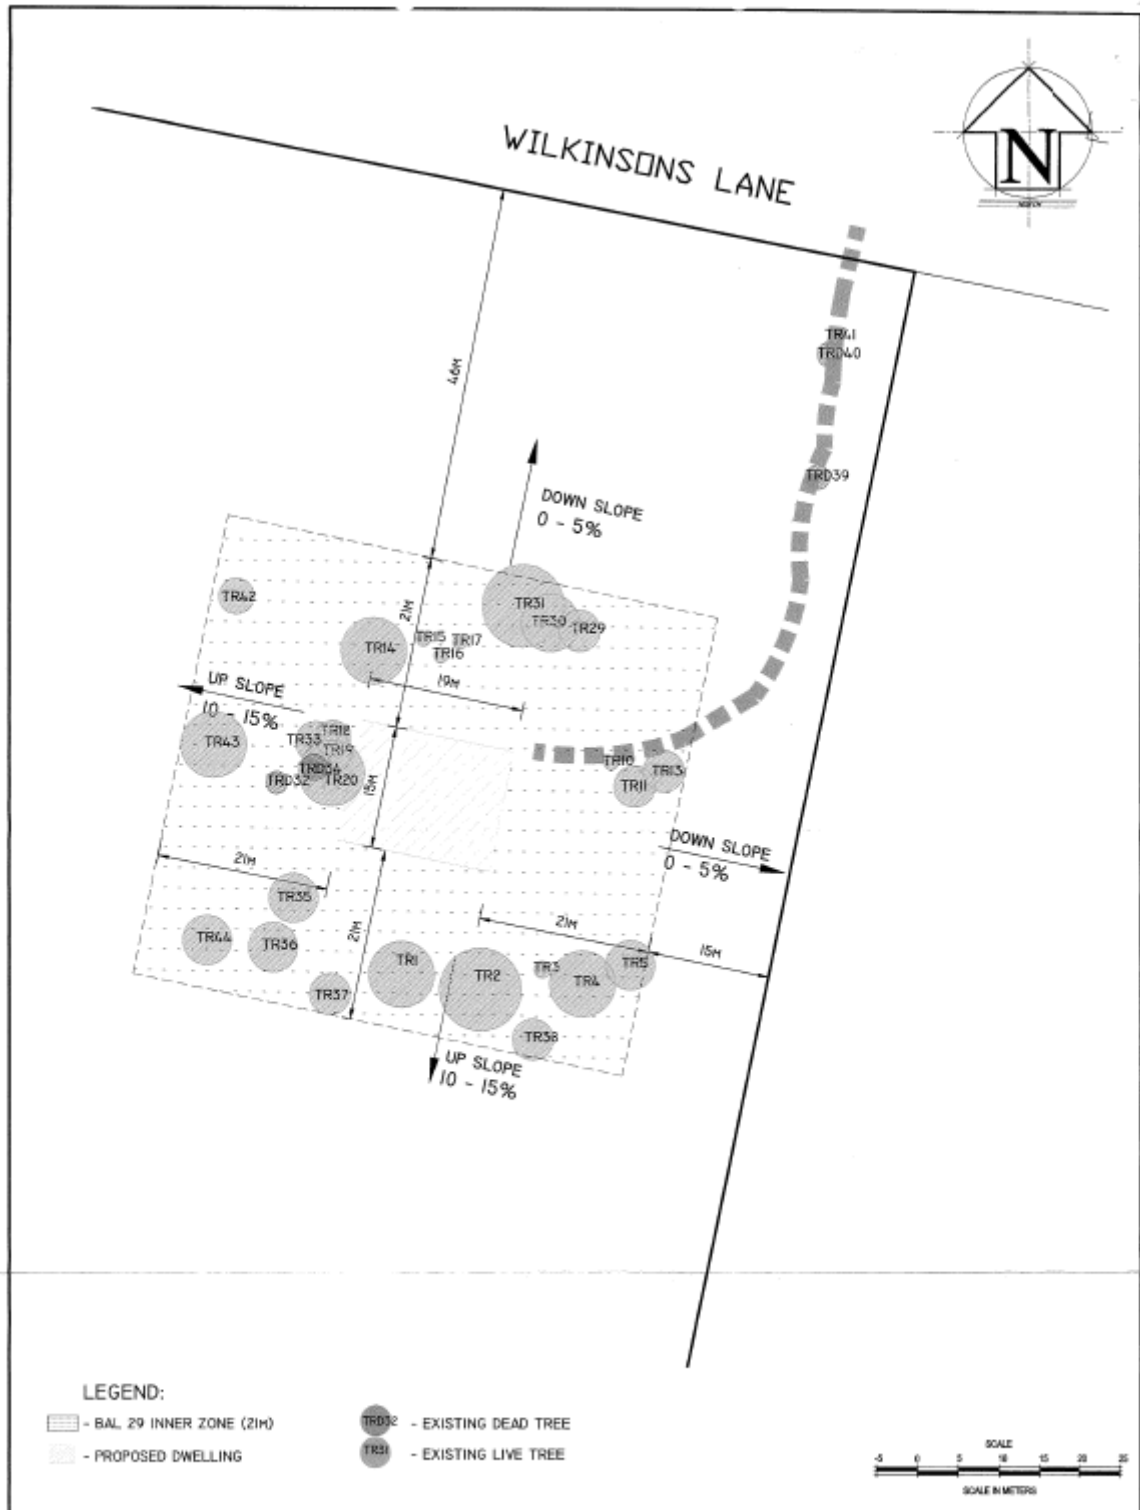 WILKINSONS LANE
N
NORTH
TR41
TRD40
46M
TRD39
DOWN SLOPE
0 - 5%
TR42
TR31
TR30
TR29
21M
TR15
TR17
TR16
TR14
19M
UP SLOPE
10 - 15%
TR43
TR33
TR18
TR19
TRD34
TRD32
TR20
15M
TR10
TR13
TR11
DOWN SLOPE
0 - 5%
21M
TR35
TR44
TR36
21M
TR37
TR1
TR2
21M
TR3
TR4
TR5
15M
TR38
UP SLOPE
10 - 15%
LEGEND:
- BAL 29 INNER ZONE (21M)
TRD32 - EXISTING DEAD TREE
- PROPOSED DWELLING
TR31 - EXISTING LIVE TREE
SCALE
-5 0 5 10 15 20 25
SCALE IN METERS